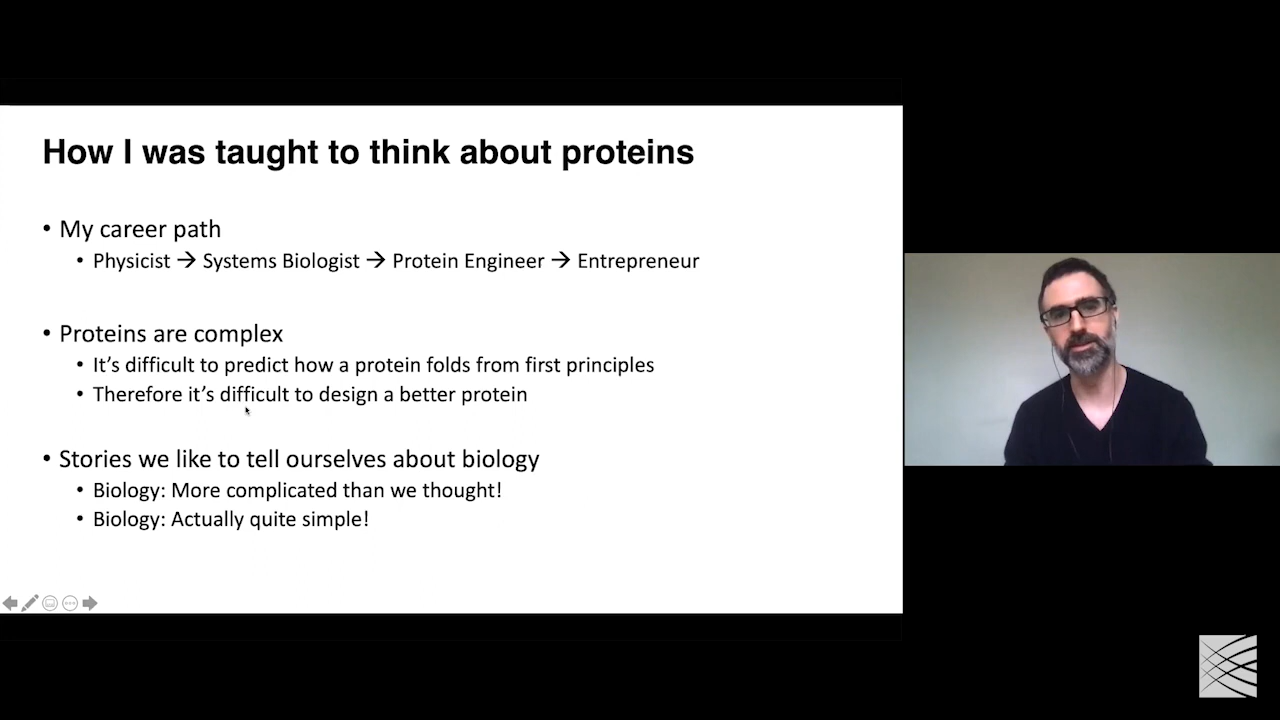 How I was taught to think about proteins
• My career path
• Physicist → Systems Biologist → Protein Engineer → Entrepreneur
• Proteins are complex
• It's difficult to predict how a protein folds from first principles
• Therefore it's difficult to design a better protein
• Stories we like to tell ourselves about biology
• Biology: More complicated than we thought!
• Biology: Actually quite simple!